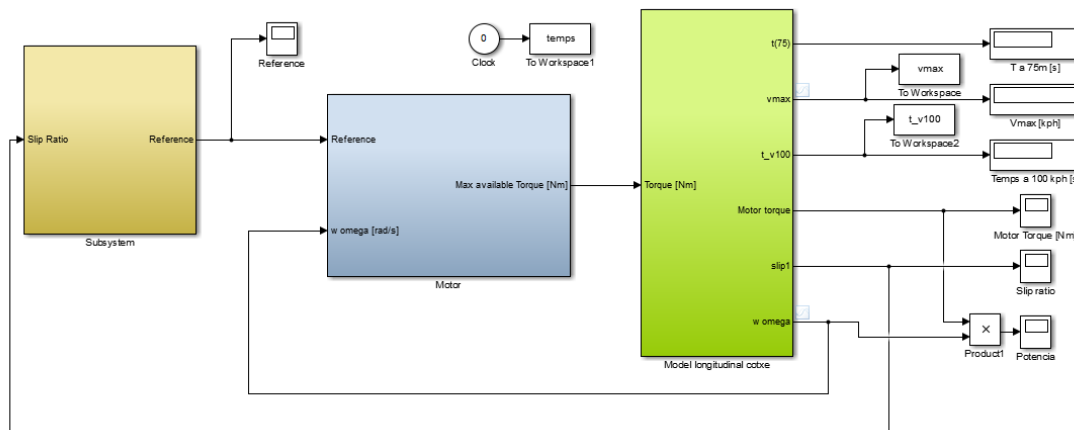 Slip Ratio
Reference
Subsystem
Reference
0
Clock
temps
To Workspace1
Reference
Max available Torque [Nm]
w omega [rad/s]
Motor
Torque [Nm]
t(75)
vmax
t_v100
Motor torque
slip1
w omega
Model longitudinal cotxe
T a 75m [s]
vmax
To Workspace
Vmax [kph]
t_v100
To Workspace2
Temps a 100 kph [s
Motor Torque [Nm]
Slip ratio
×
Product1
Potencia